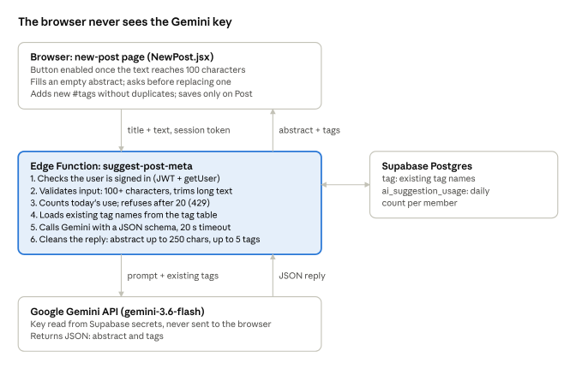 The browser never sees the Gemini key
Browser: new-post page (NewPost.jsx)
Button enabled once the text reaches 100 characters
Fills an empty abstract; asks before replacing one
Adds new #tags without duplicates; saves only on Post
title + text, session token
abstract + tags
Edge Function: suggest-post-meta
1. Checks the user is signed in (JWT + getUser)
2. Validates input: 100+ characters, trims long text
3. Counts today's use; refuses after 20 (429)
4. Loads existing tag names from the tag table
5. Calls Gemini with a JSON schema, 20 s timeout
6. Cleans the reply: abstract up to 250 chars, up to 5 tags
Supabase Postgres
tag: existing tag names
ai_suggestion_usage: daily
count per member
prompt + existing tags
JSON reply
Google Gemini API (gemini-3.6-flash)
Key read from Supabase secrets, never sent to the browser
Returns JSON: abstract and tags